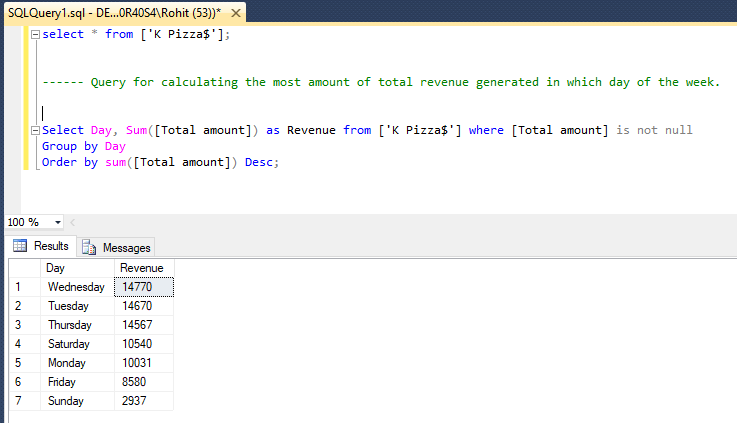 SQLQuery1.sql - DE...0R40S4\Rohit (53))* ✕
select * from ['K Pizza$'];
------ Query for calculating the most amount of total revenue generated in which day of the week.
Select Day, Sum([Total amount]) as Revenue from ['K Pizza$'] where [Total amount] is not null
Group by Day
Order by sum([Total amount]) Desc;
100 %
Results Messages
Day Revenue
1 Wednesday 14770
2 Tuesday 14670
3 Thursday 14567
4 Saturday 10540
5 Monday 10031
6 Friday 8580
7 Sunday 2937